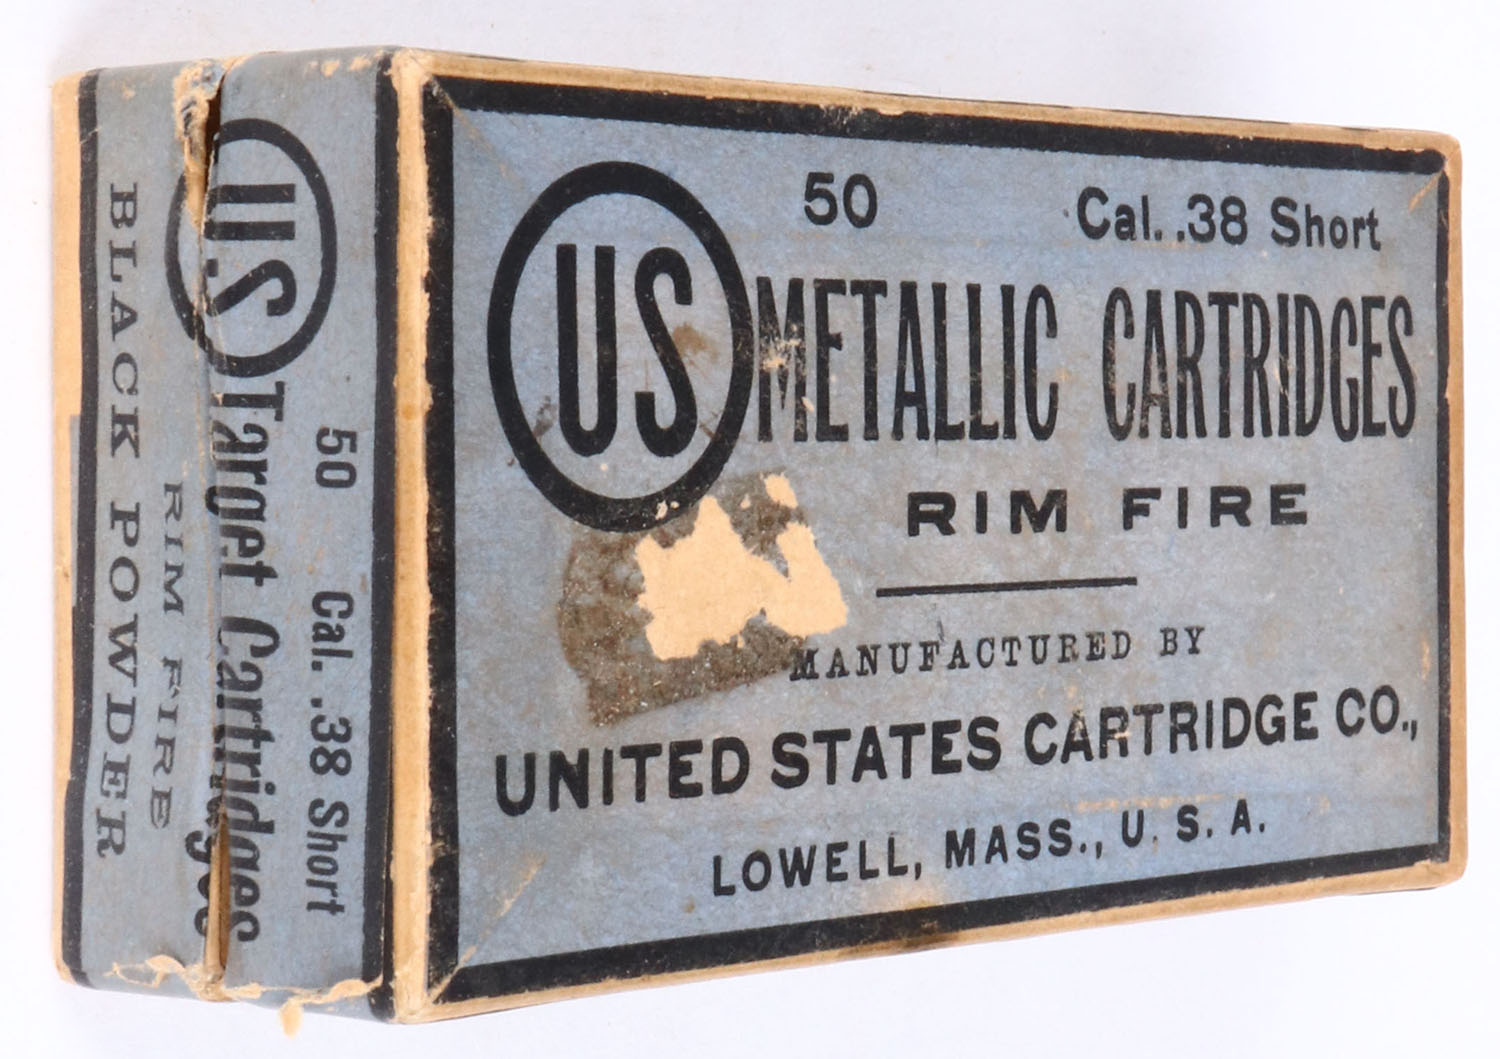 50 Cal. .38 Short
US METALLIC CARTRIDGES
RIM FIRE
MANUFACTURED BY
UNITED STATES CARTRIDGE CO.,
LOWELL, MASS., U. S. A.
50 Cal. .38 Short
US Target Cartridges
RIM FIRE
BLACK POWDER